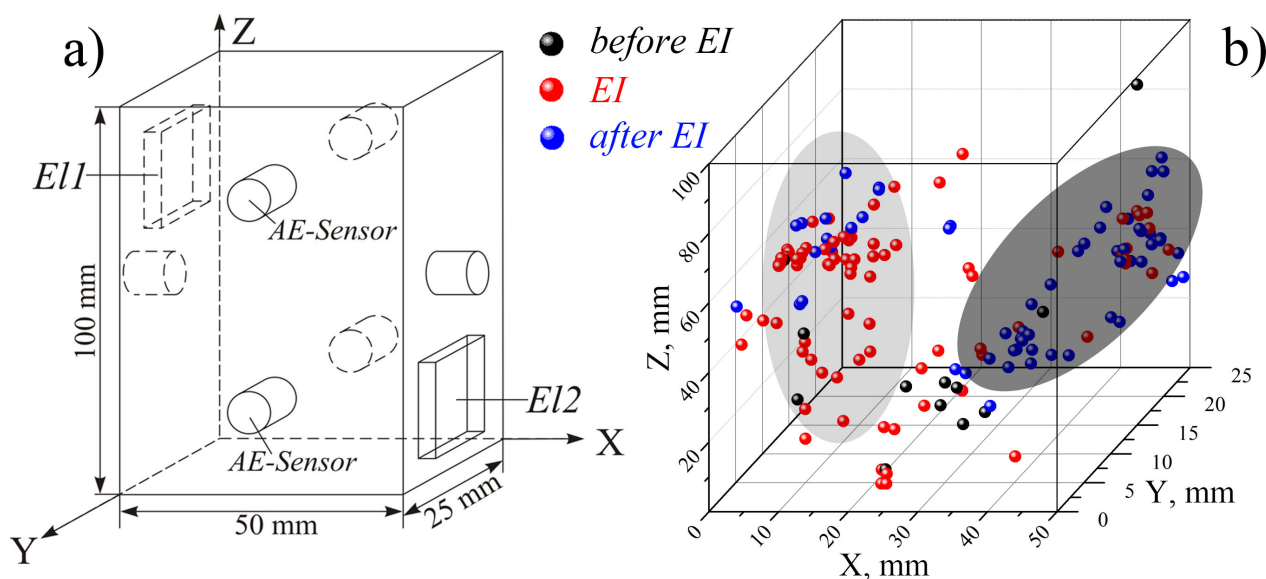 a)
Z
El1
AE-Sensor
100 mm
El2
X
AE-Sensor
25 mm
50 mm
Y
before EI
EI
after EI
b)
100
80
60
40
20
Z, mm
0
10
20
30
40
50
X, mm
0
5
10
15
20
25
Y, mm